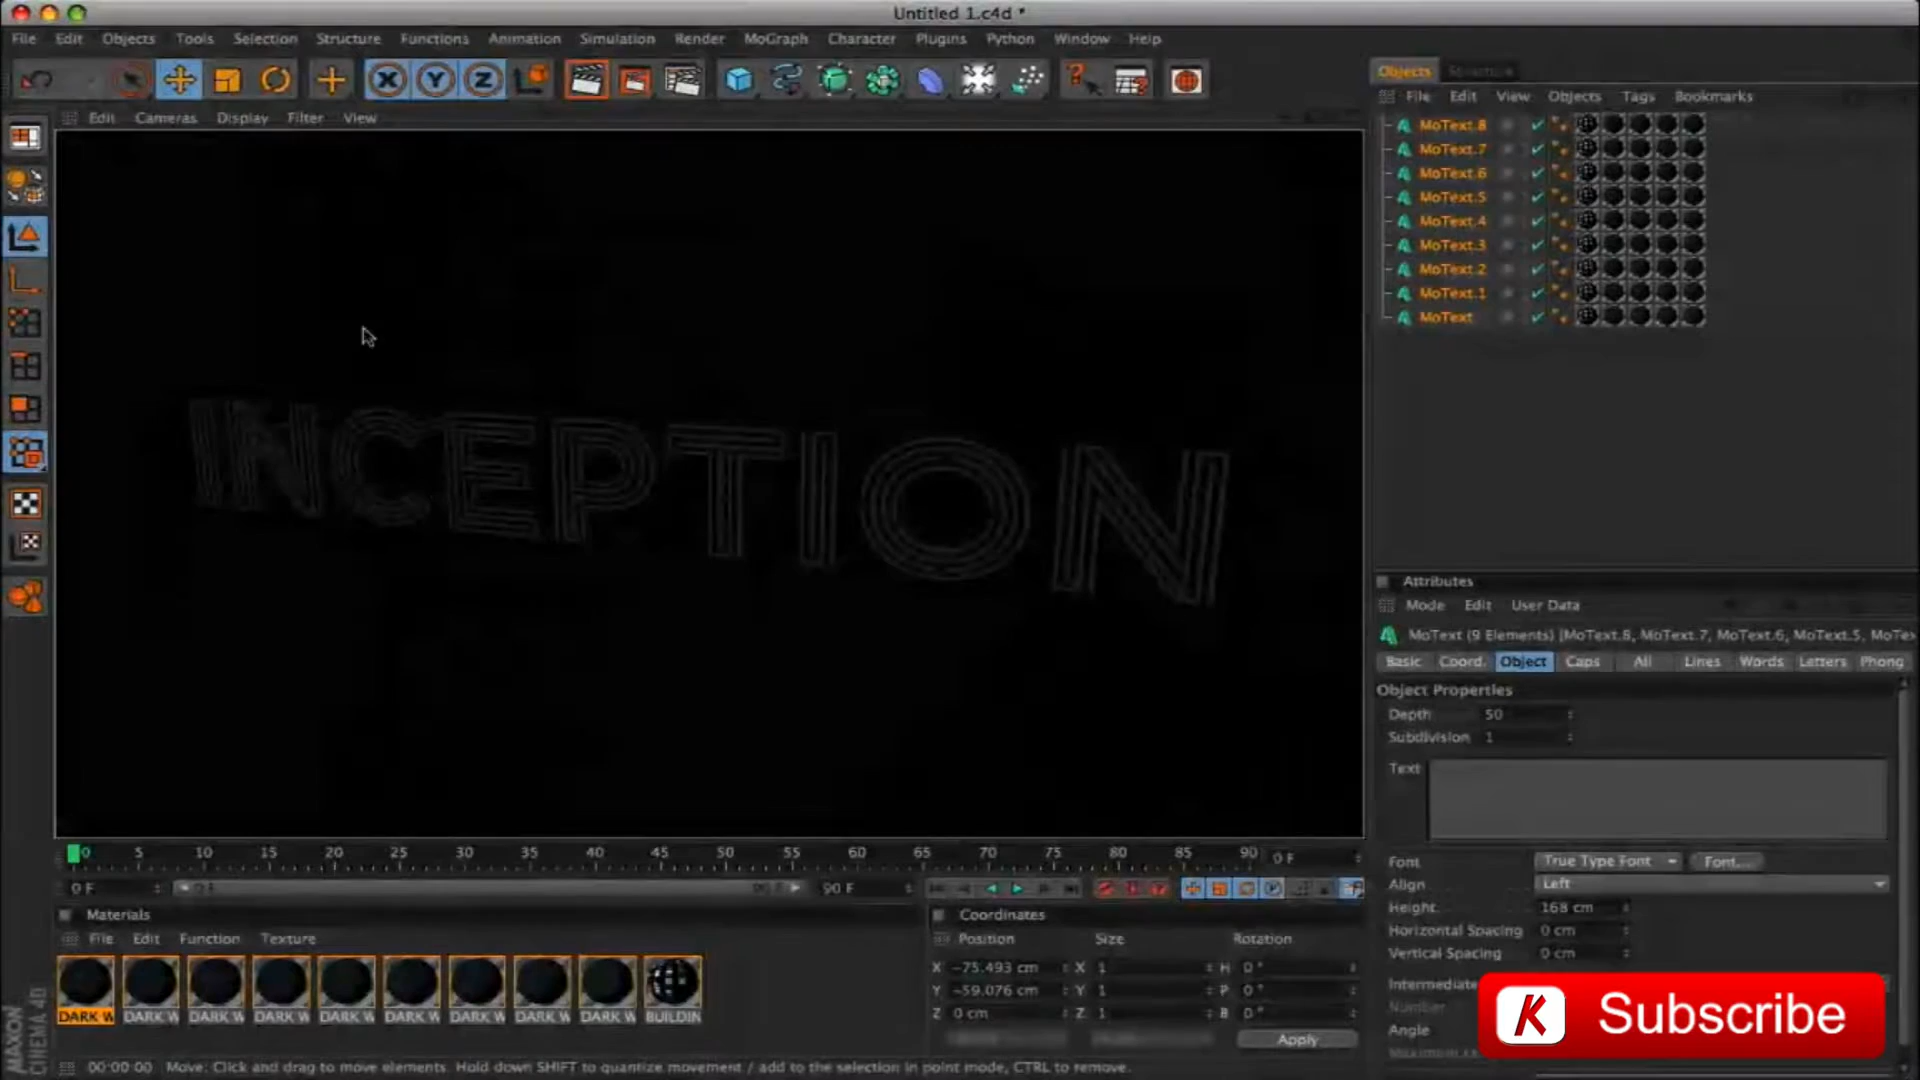 Untitled 1.c4d *
File Edit Objects Tools Selection Structure Functions Animation Simulation Render MoGraph Character Plugins Python Window Help
Objects Structure
File Edit View Objects Tags Bookmarks
Edit Cameras Display Filter View
MoText.8
MoText.7
MoText.6
MoText.5
MoText.4
MoText.3
MoText.2
MoText.1
MoText
INCEPTION
Attributes
Mode Edit User Data
MoText (9 Elements) [MoText.8, MoText.7, MoText.6, MoText.5, MoTex
Basic Coord. Object Caps All Lines Words Letters Phong
Object Properties
Depth 50
Subdivision 1
Text
Font True Type Font Font...
Align Left
Height 168 cm
Horizontal Spacing 0 cm
Vertical Spacing 0 cm
Intermediate
Number
Angle
0 5 10 15 20 25 30 35 40 45 50 55 60 65 70 75 80 85 90 0 F
0 F 90 F
Materials
File Edit Function Texture
DARK W DARK W DARK W DARK W DARK W DARK W DARK W DARK W DARK W BUILDIN
Coordinates
Position Size Rotation
X -75.493 cm X 1 H 0 °
Y -59.076 cm Y 1 P 0 °
Z 0 cm Z 1 B 0 °
Apply
MAXON
CINEMA 4D
K Subscribe
00:00:00 Move: Click and drag to move elements. Hold down SHIFT to quantize movement / add to the selection in point mode, CTRL to remove.